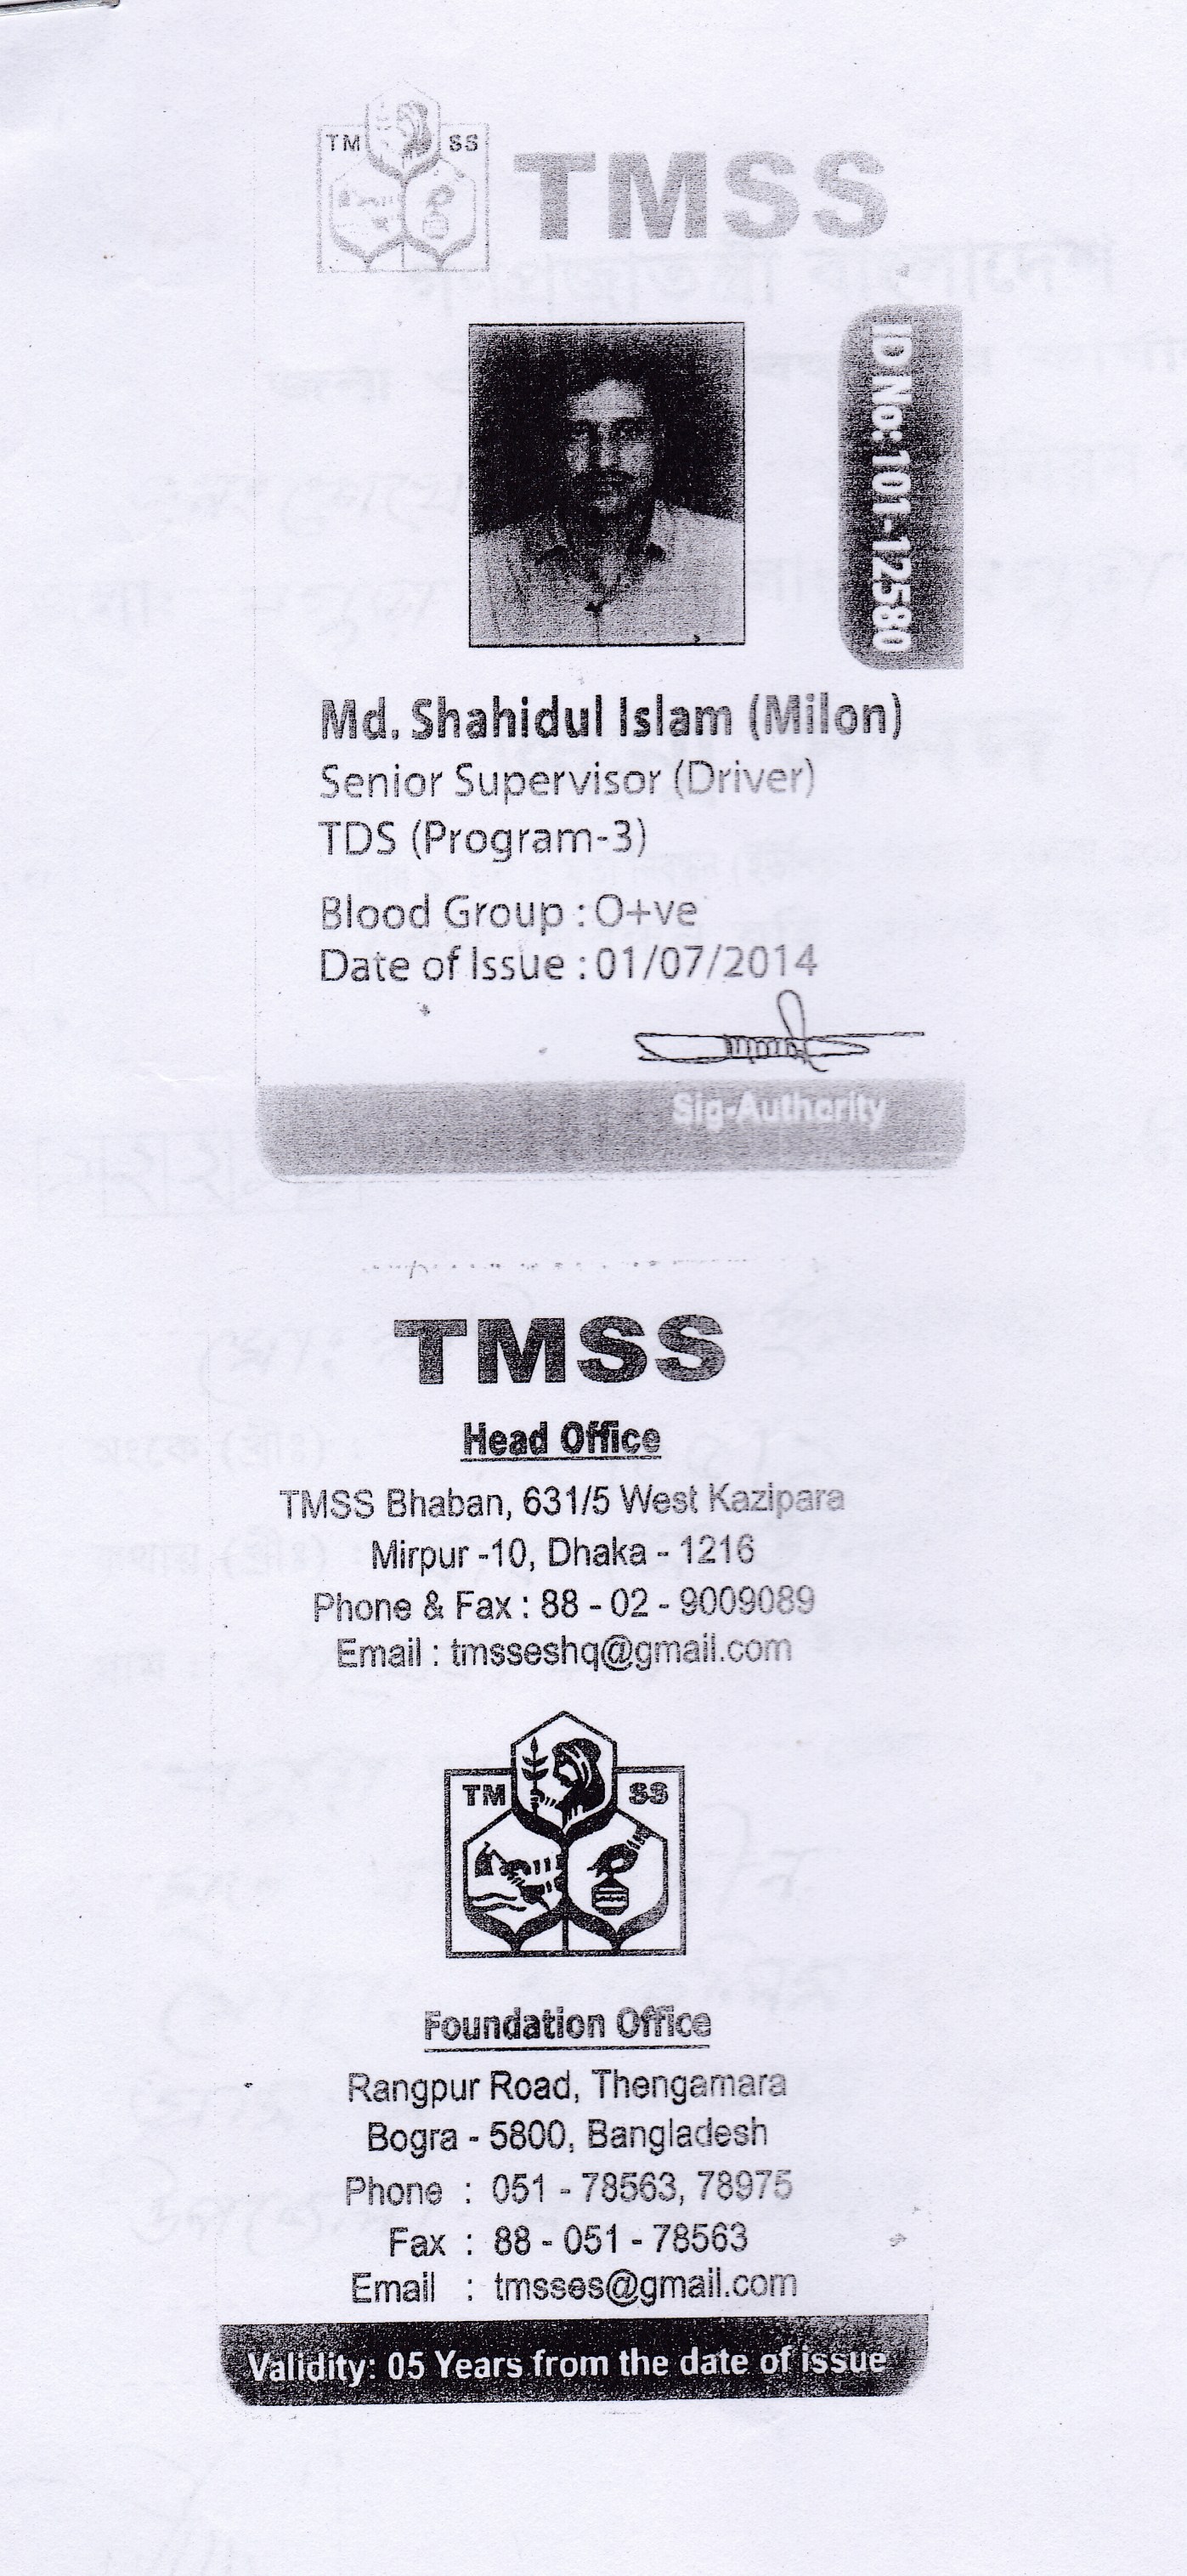 TM SS
TMSS
ID No: 101-12580
Md. Shahidul Islam (Milon)
Senior Supervisor (Driver)
TDS (Program-3)
Blood Group : O+ve
Date of Issue : 01/07/2014
Sig-Authority
TMSS
Head Office
TMSS Bhaban, 631/5 West Kazipara
Mirpur -10, Dhaka - 1216
Phone & Fax : 88 - 02 - 9009089
Email : tmsseshq@gmail.com
TM SS
Foundation Office
Rangpur Road, Thengamara
Bogra - 5800, Bangladesh
Phone : 051 - 78563, 78975
Fax : 88 - 051 - 78563
Email : tmsses@gmail.com
Validity: 05 Years from the date of issue